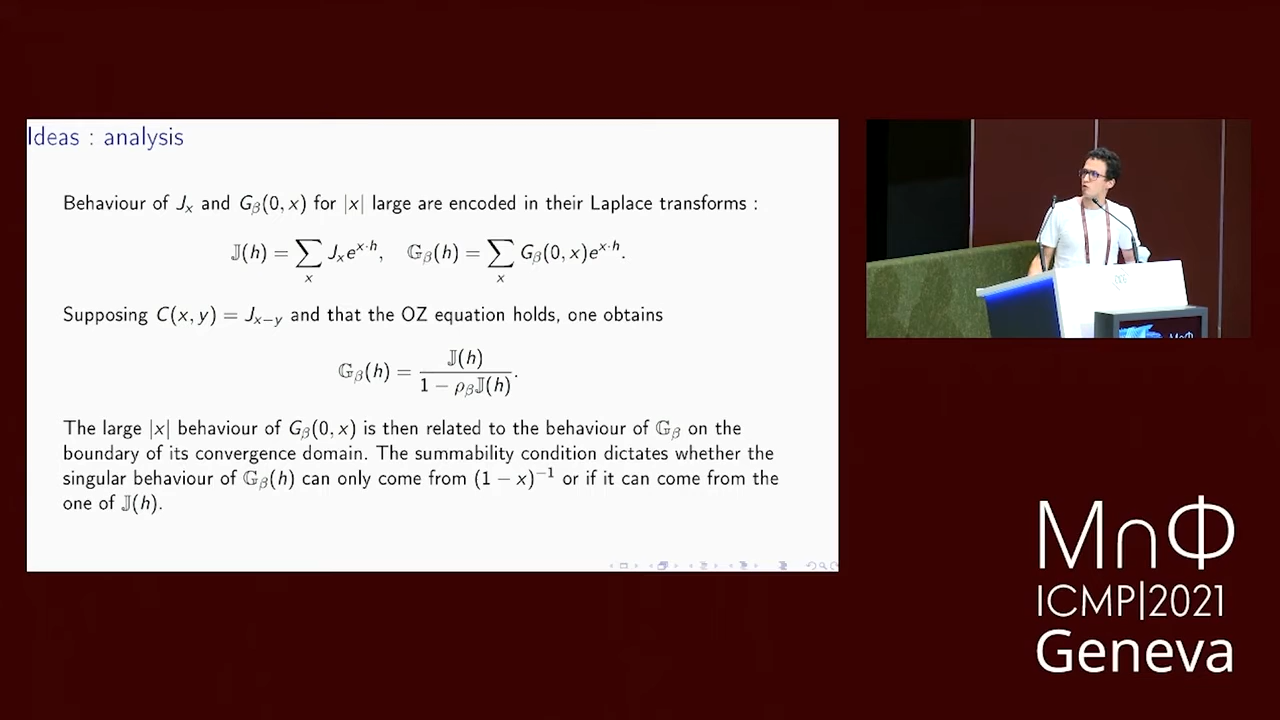 Ideas : analysis
Behaviour of J_x and G_β(0, x) for |x| large are encoded in their Laplace transforms :
𝕁(h) = ∑_x J_x e^{x·h}, 𝔾_β(h) = ∑_x G_β(0, x)e^{x·h}.
Supposing C(x, y) = J_{x−y} and that the OZ equation holds, one obtains
𝔾_β(h) = 𝕁(h) / (1 − ρ_β 𝕁(h)).
The large |x| behaviour of G_β(0, x) is then related to the behaviour of 𝔾_β on the
boundary of its convergence domain. The summability condition dictates whether the
singular behaviour of 𝔾_β(h) can only come from (1 − x)^{−1} or if it can come from the
one of 𝕁(h).
M∩Φ
ICMP|2021
Geneva